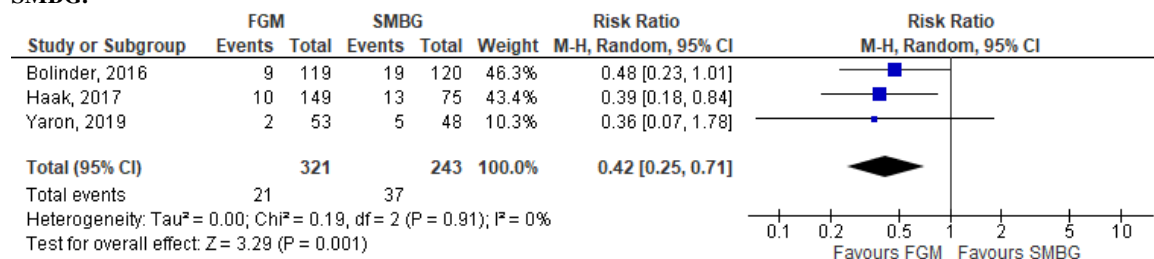 SMBG.
FGM SMBG Risk Ratio Risk Ratio
Study or Subgroup Events Total Events Total Weight M-H, Random, 95% CI M-H, Random, 95% CI
Bolinder, 2016 9 119 19 120 46.3% 0.48 [0.23, 1.01]
Haak, 2017 10 149 13 75 43.4% 0.39 [0.18, 0.84]
Yaron, 2019 2 53 5 48 10.3% 0.36 [0.07, 1.78]
Total (95% CI) 321 243 100.0% 0.42 [0.25, 0.71]
Total events 21 37
Heterogeneity: Tau² = 0.00; Chi² = 0.19, df = 2 (P = 0.91); I² = 0%
Test for overall effect: Z = 3.29 (P = 0.001)
0.1 0.2 0.5 1 2 5 10
Favours FGM Favours SMBG